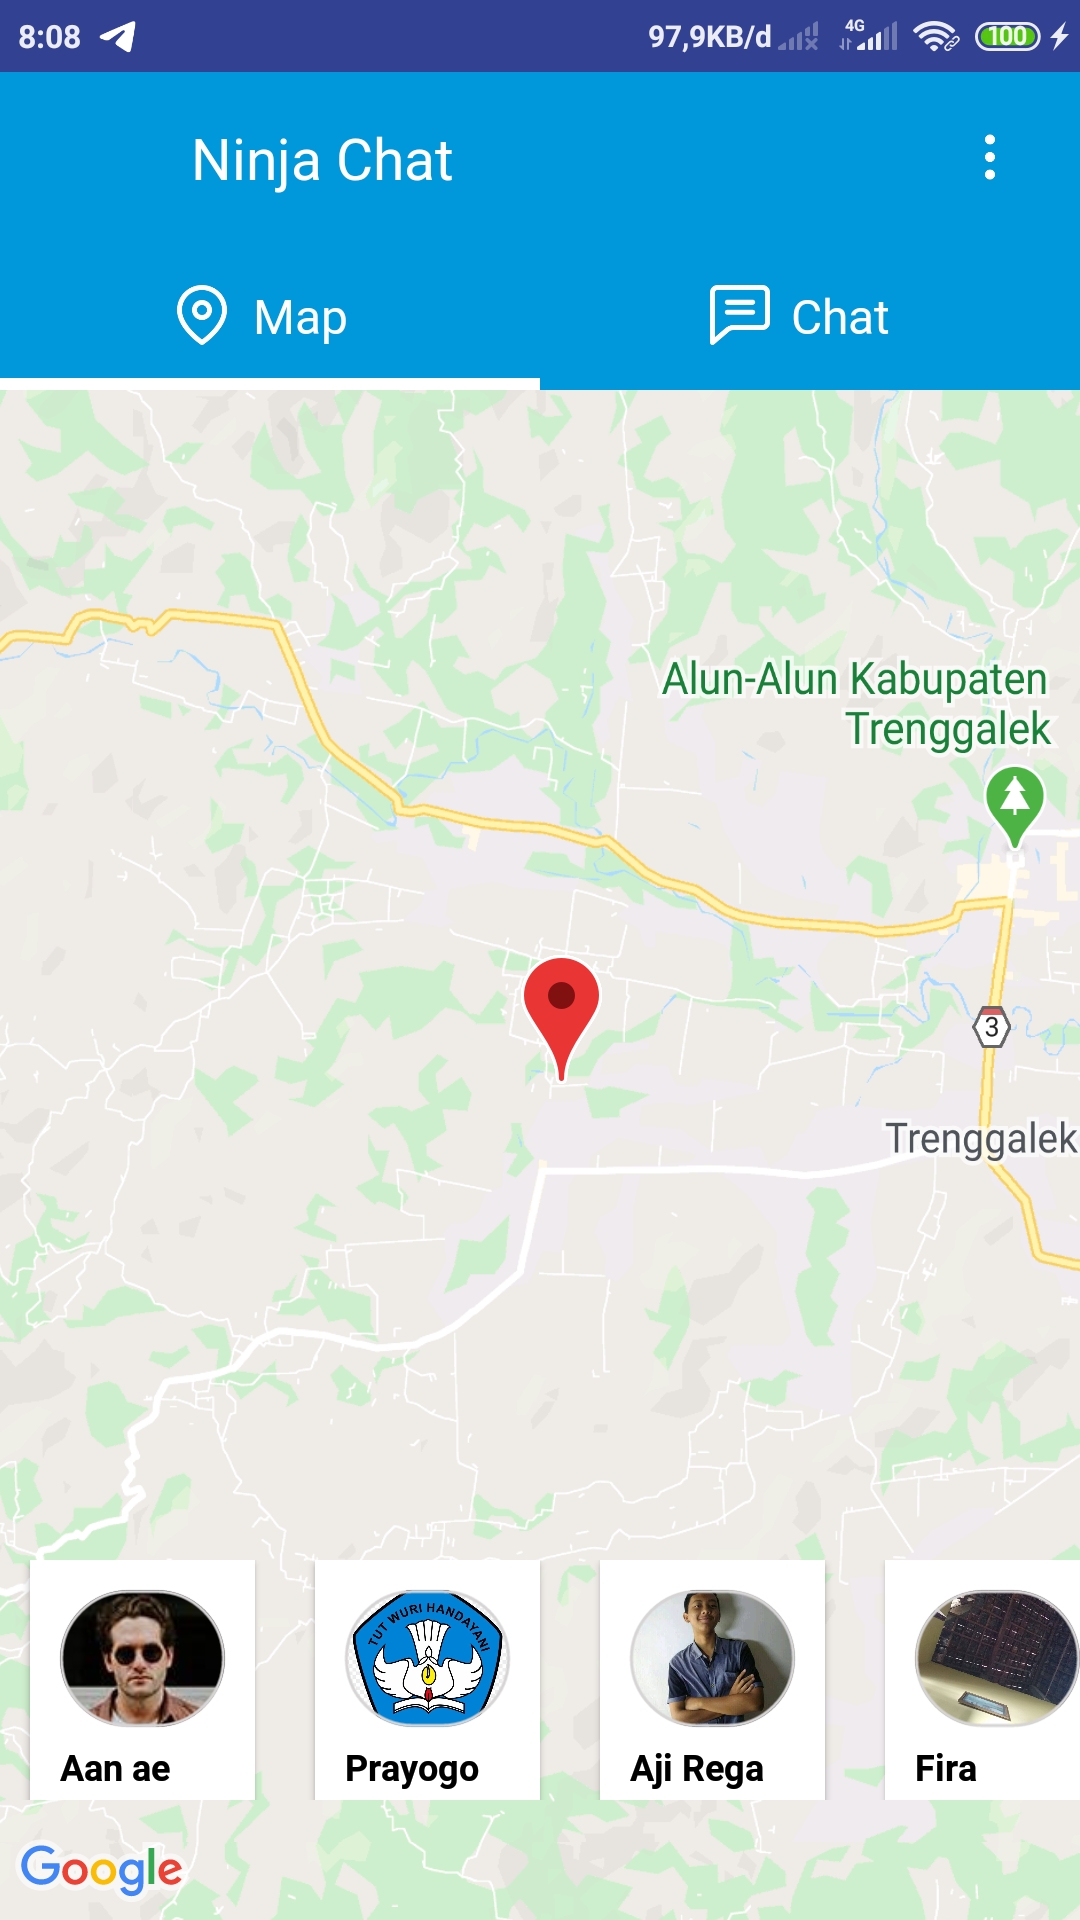 8:08 97,9KB/d 4G 100
Ninja Chat
Map Chat
Alun-Alun Kabupaten
Trenggalek
3
Trenggalek
TUT WURI HANDAYANI
Aan ae Prayogo Aji Rega Fira
Google